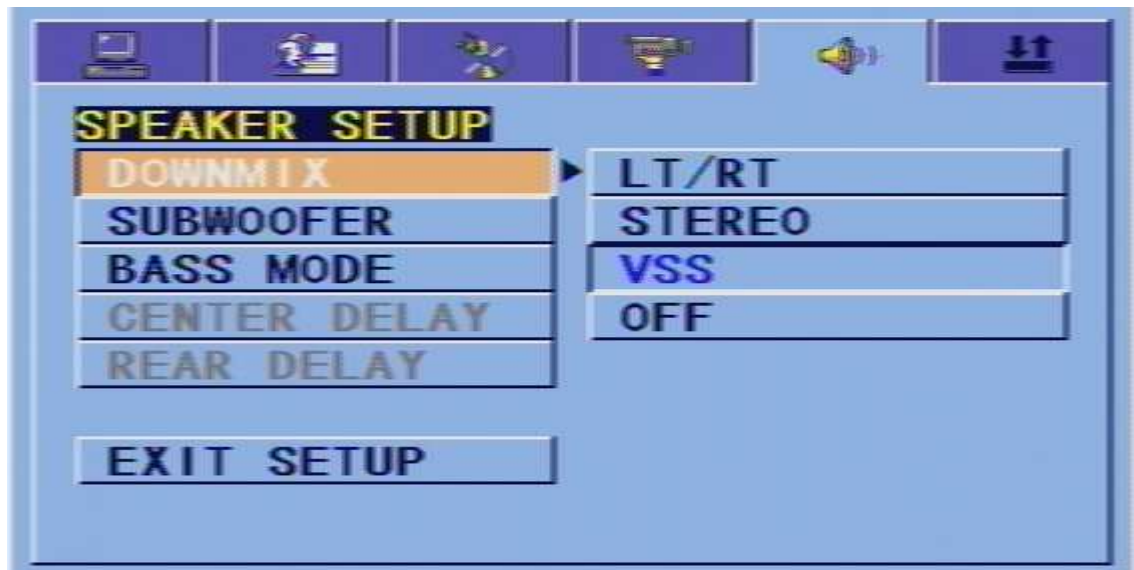 SPEAKER SETUP
DOWNMIX
LT/RT
SUBWOOFER
STEREO
BASS MODE
VSS
CENTER DELAY
OFF
REAR DELAY
EXIT SETUP